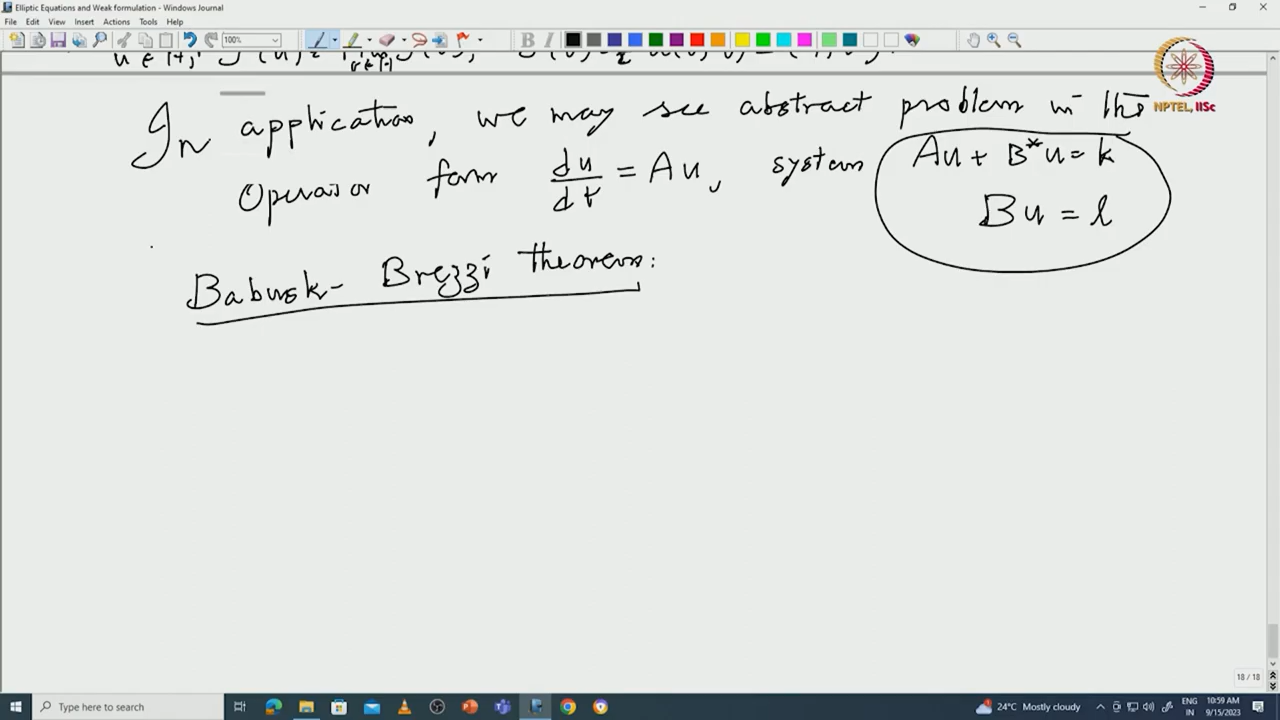 Elliptic Equations and Weak formulation - Windows Journal
File Edit View Insert Actions Tools Help
100%
NPTEL, IISc
In application, we may see abstract problem in the
Operator form du/dt = Au, system Au + B*u = k
Bu = l
Babusk- Brezzi theorem:
18 / 18
Type here to search
24°C Mostly cloudy
ENG
IN
10:59 AM
9/15/2023